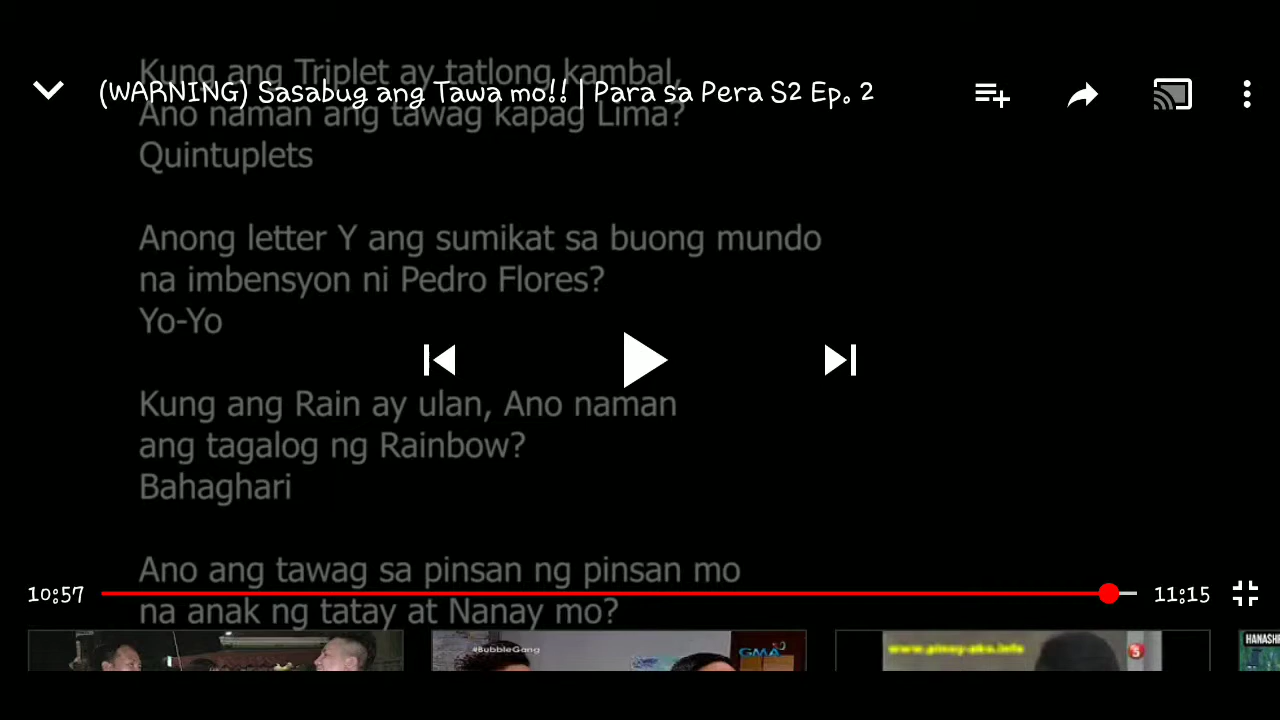 Kung ang Triplet ay tatlong kambal,
(WARNING) Sasabug ang Tawa mo!! | Para sa Pera S2 Ep. 2
Ano naman ang tawag kapag Lima?
Quintuplets
Anong letter Y ang sumikat sa buong mundo
na imbensyon ni Pedro Flores?
Yo-Yo
Kung ang Rain ay ulan, Ano naman
ang tagalog ng Rainbow?
Bahaghari
Ano ang tawag sa pinsan ng pinsan mo
10:57
11:15
na anak ng tatay at Nanay mo?
#BubbleGang
GMA
www.pinoy-ako.info
5
HANASH